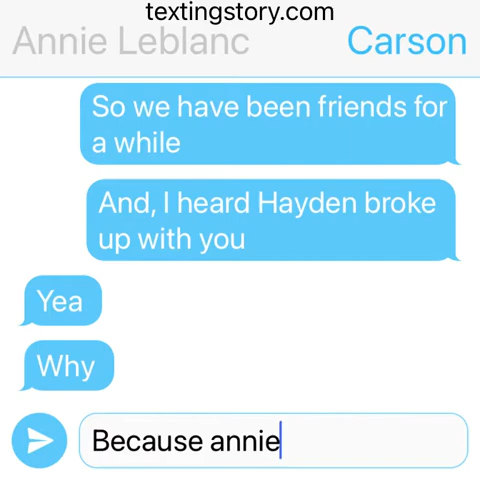 textingstory.com
Annie Leblanc
Carson
So we have been friends for
a while
And, I heard Hayden broke
up with you
Yea
Why
Because annie